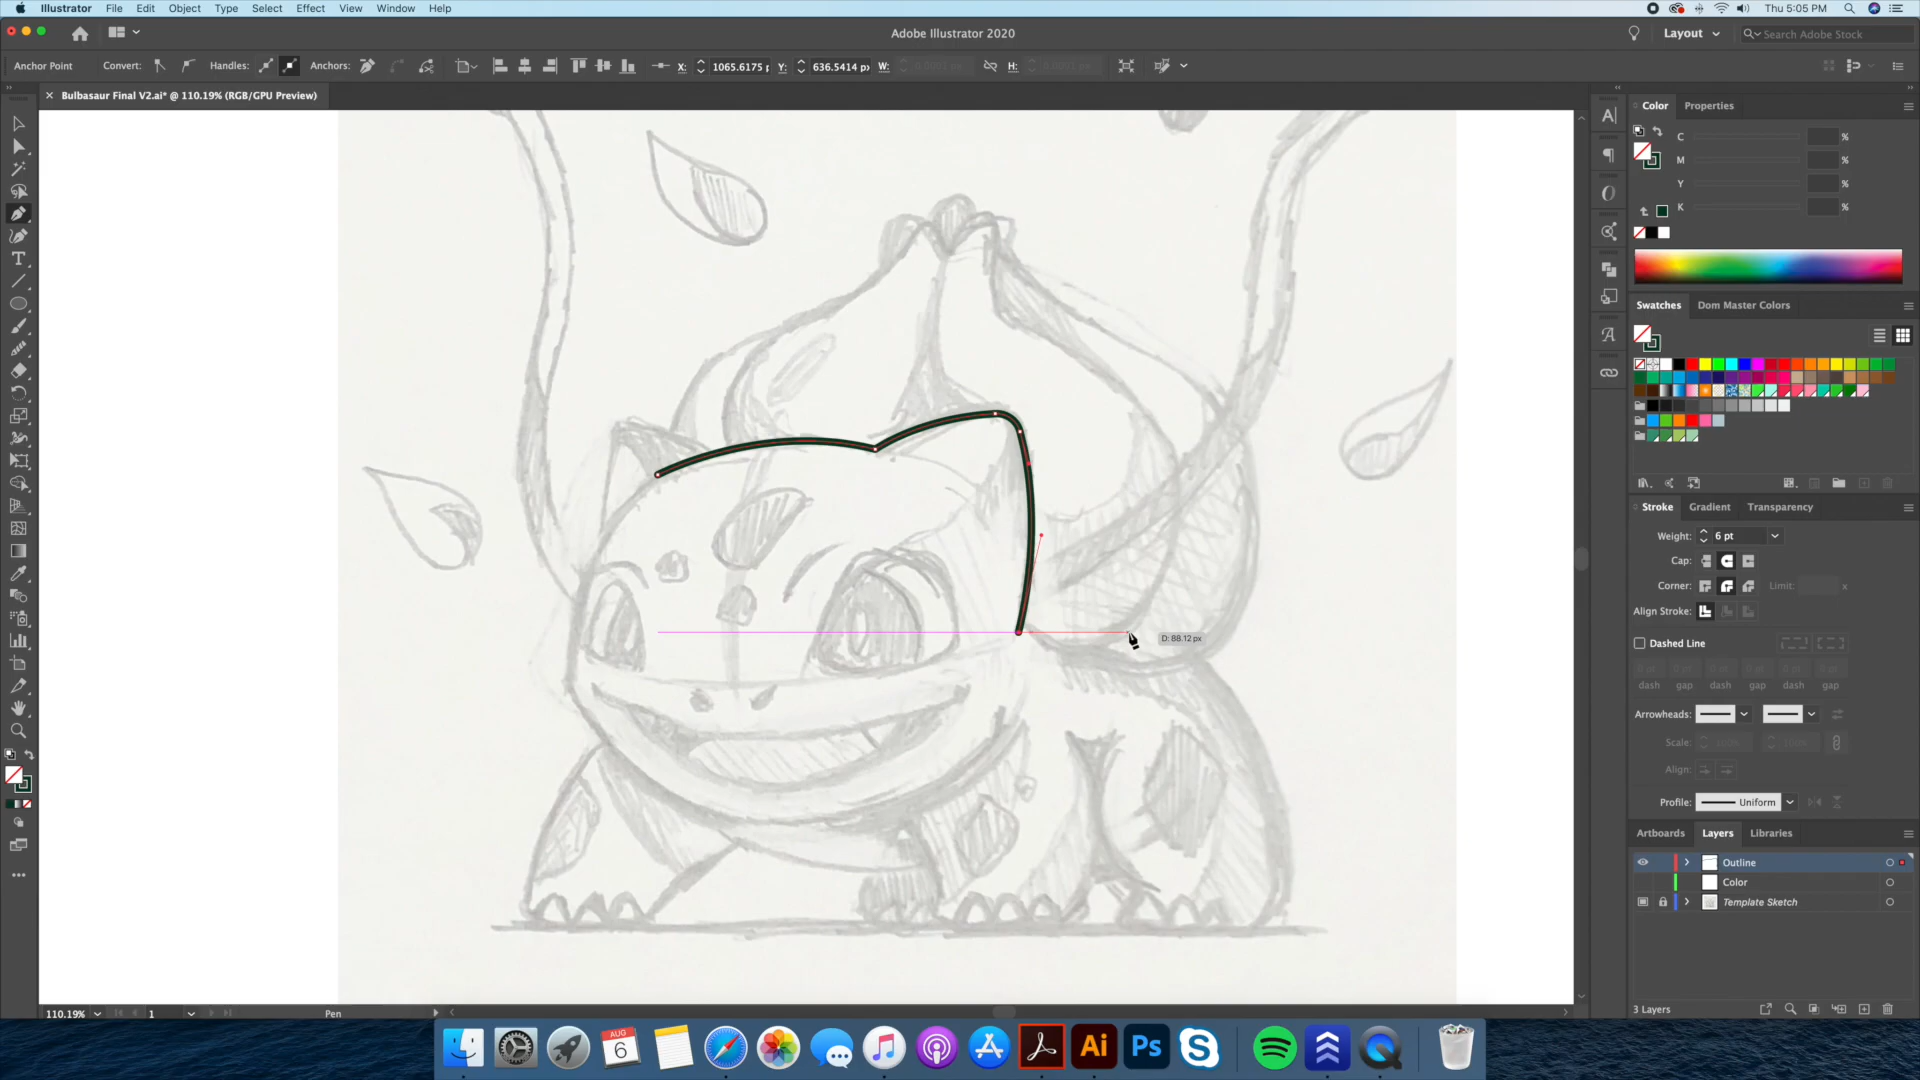 Illustrator File Edit Object Type Select Effect View Window Help
Thu 5:05 PM
Adobe Illustrator 2020
Layout
Search Adobe Stock
Anchor Point Convert: Handles: Anchors: X: 1065.6175 p Y: 636.5414 px W: H:
Bulbasaur Final V2.ai* @ 110.19% (RGB/GPU Preview)
Color Properties
C %
M %
Y %
K %
Swatches Dom Master Colors
Stroke Gradient Transparency
Weight: 6 pt
Cap:
Corner: Limit: x
Align Stroke:
Dashed Line
dash gap dash gap dash gap
Arrowheads:
Scale: 100% 100%
Align:
Profile: Uniform
Artboards Layers Libraries
Outline
Color
Template Sketch
3 Layers
D: 88.12 px
110.19% 1 Pen
AUG
6
Ai
Ps